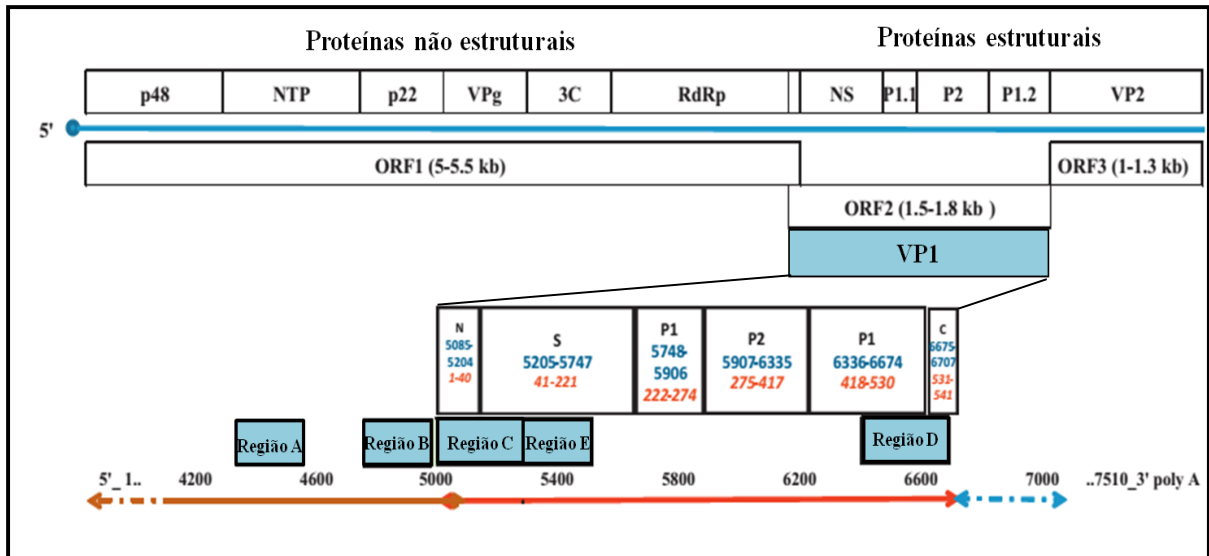 Proteínas não estruturais
Proteínas estruturais
p48 NTP p22 VPg 3C RdRp NS P1.1 P2 P1.2 VP2
5'
ORF1 (5-5.5 kb)
ORF3 (1-1.3 kb)
ORF2 (1.5-1.8 kb )
VP1
N
5085-
5204
1-40
S
5205-5747
41-221
P1
5748-
5906
222-274
P2
5907-6335
275-417
P1
6336-6674
418-530
C
6675-
6707
531-
541
Região A
Região B
Região C
Região E
Região D
5'_ 1.. 4200 4600 5000 5400 5800 6200 6600 7000 ..7510_3' poly A